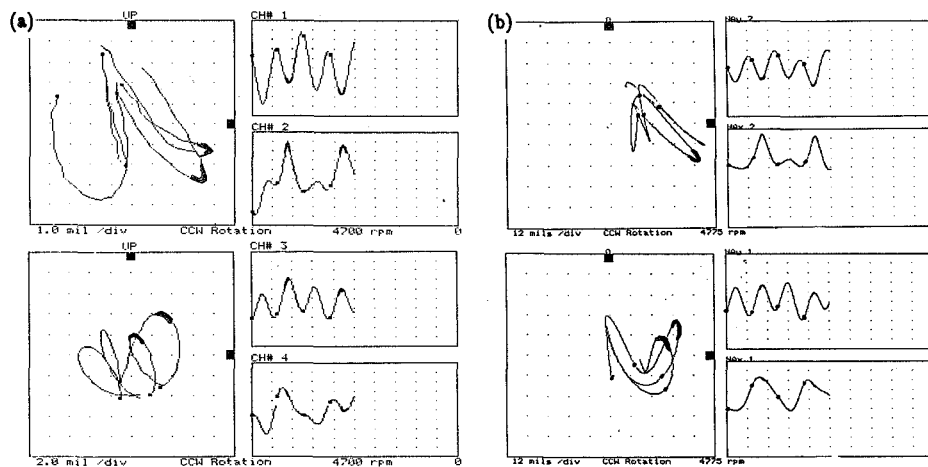 (a)
UP
CH# 1
CH# 2
1.0 mil /div CCW Rotation 4700 rpm 0
UP
CH# 3
CH# 4
2.0 mil /div CCW Rotation 4700 rpm 0
(b)
12 mils /div CCW Rotation 4775 rpm
12 mils /div CCW Rotation 4775 rpm